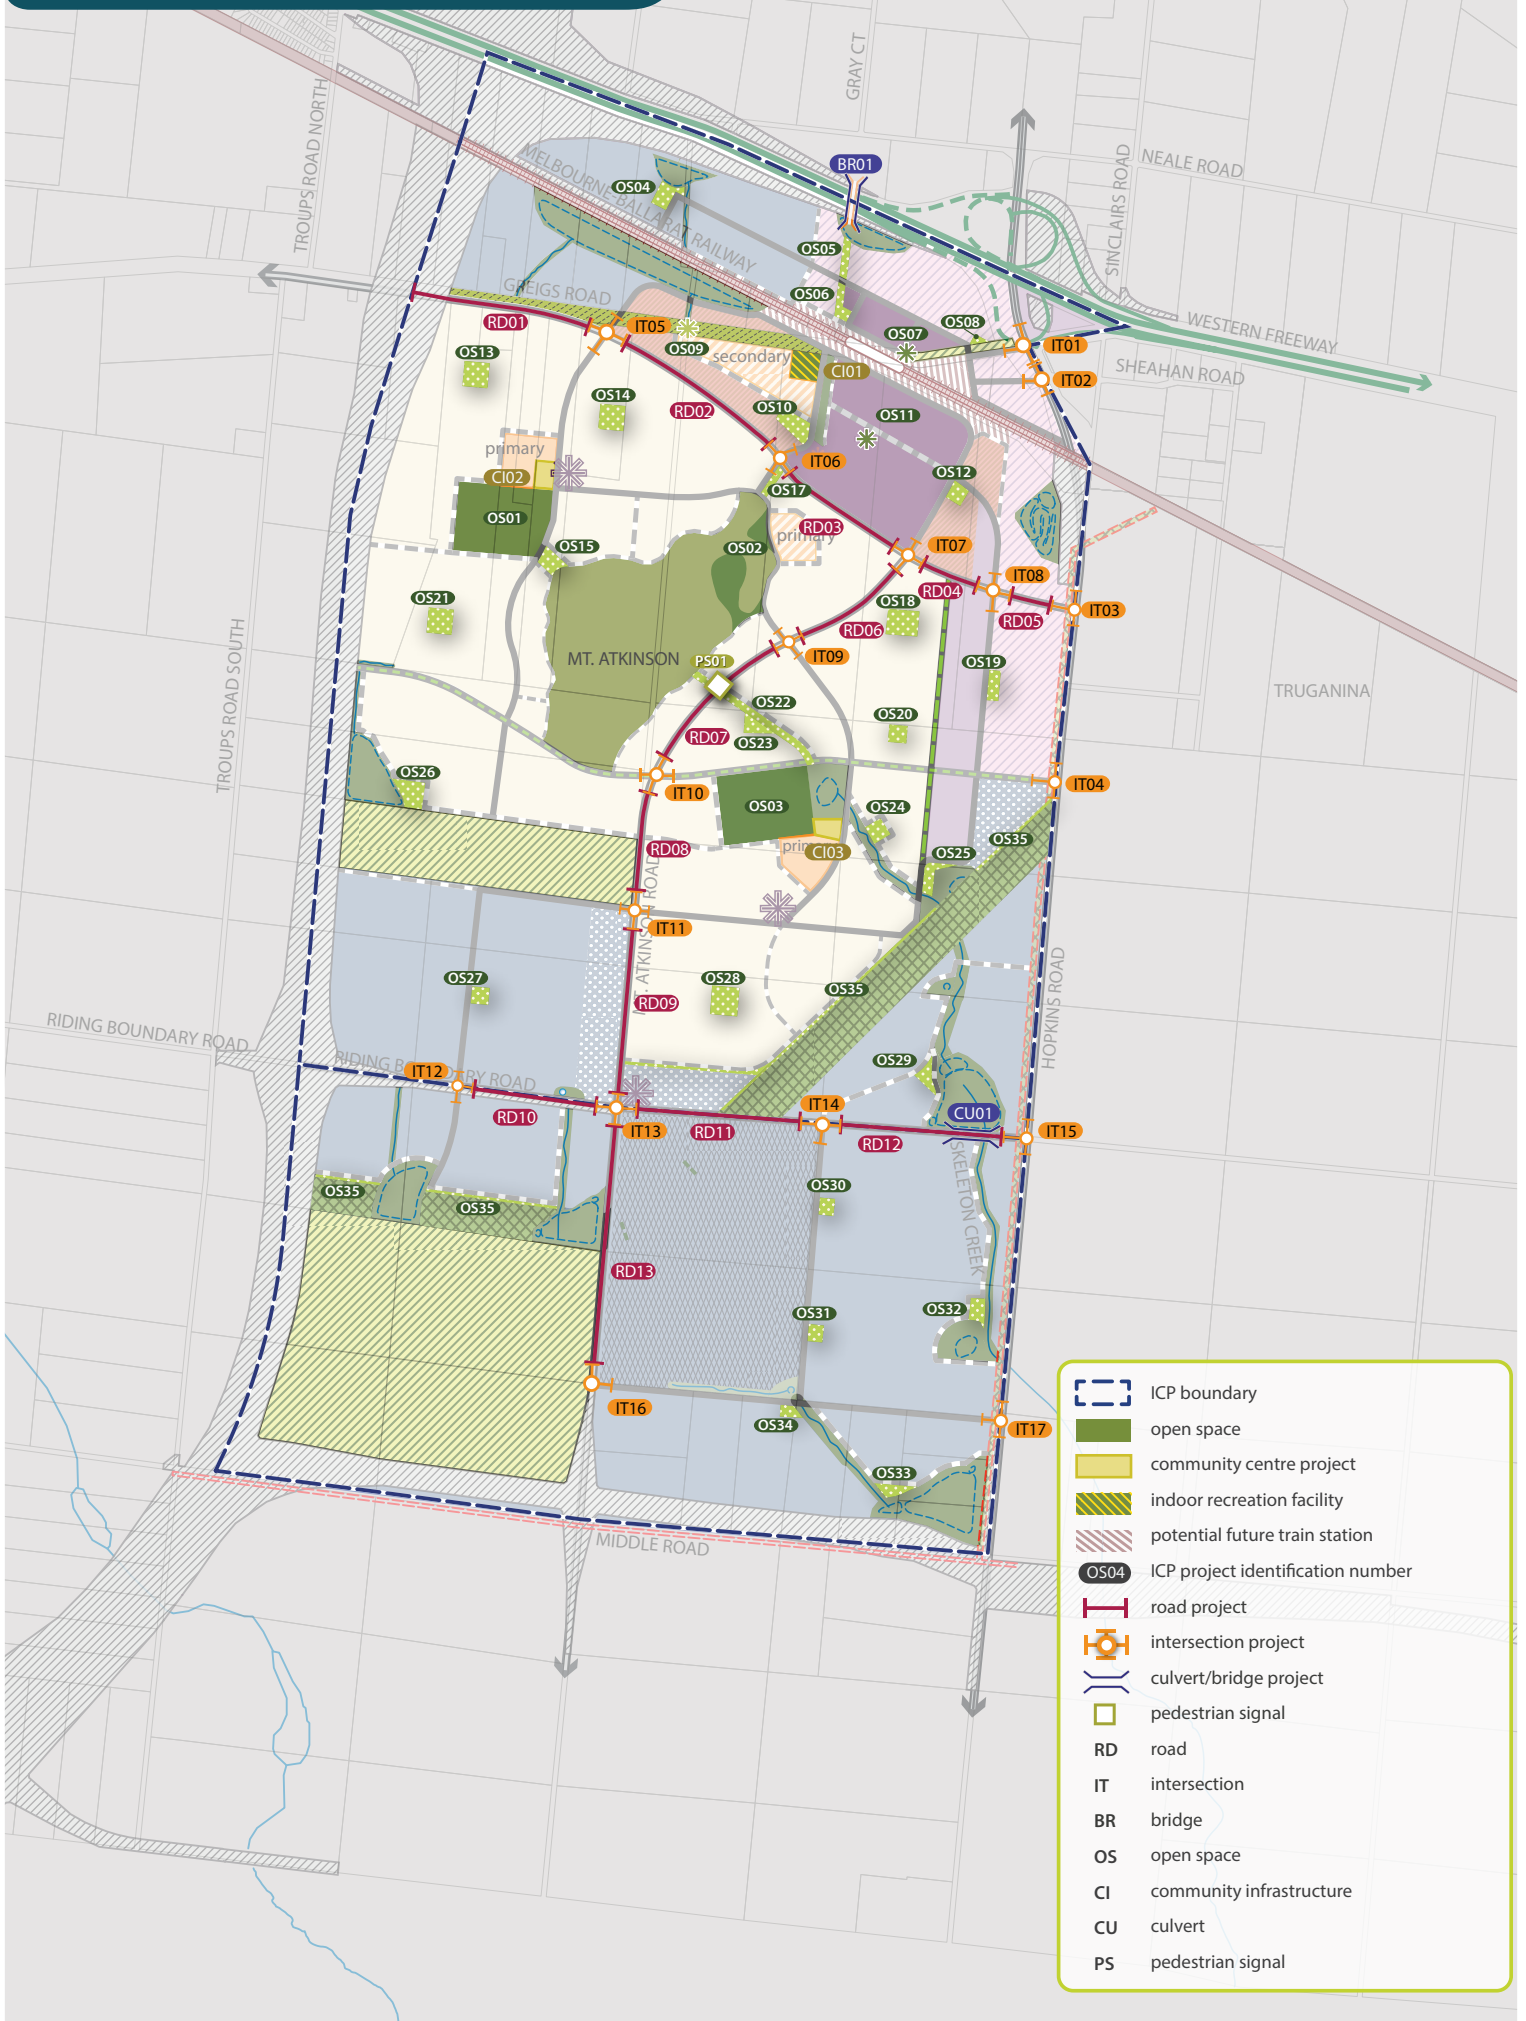 GRAY CT
TROUPS ROAD NORTH
MELBOURNE BALLARAT RAILWAY
BR01
NEALE ROAD
SINCLAIRS ROAD
OS04
OS05
OS06
GREIGS ROAD
RD01
IT05
OS07
OS08
IT01
WESTERN FREEWAY
SHEAHAN ROAD
OS13
OS09
secondary
CI01
IT02
OS14
RD02
OS10
OS11
primary
CI02
IT06
OS12
OS01
OS17
RD03
primary
OS15
OS02
IT07
IT08
OS21
RD04
OS18
RD05
IT03
RD06
MT. ATKINSON
PS01
IT09
OS19
TRUGANINA
TROUPS ROAD SOUTH
OS22
OS20
RD07
OS23
OS26
IT10
OS03
IT04
OS24
OS35
RD08
CI03
OS25
MT. ATKINSON ROAD
IT11
OS27
OS28
OS35
RD09
HOPKINS ROAD
RIDING BOUNDARY ROAD
RIDING BOUNDARY ROAD
IT12
OS29
RD10
IT13
RD11
IT14
CU01
RD12
IT15
SKELETON CREEK
OS35
OS35
OS30
RD13
OS31
OS32
IT16
OS34
IT17
OS33
MIDDLE ROAD
ICP boundary
open space
community centre project
indoor recreation facility
potential future train station
OS04 ICP project identification number
road project
intersection project
culvert/bridge project
pedestrian signal
RD road
IT intersection
BR bridge
OS open space
CI community infrastructure
CU culvert
PS pedestrian signal